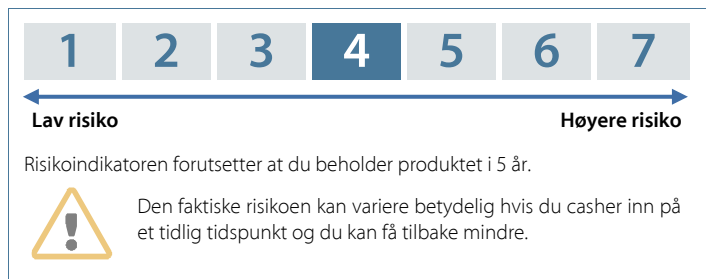 1 2 3 4 5 6 7
Lav risiko Høyere risiko
Risikoindikatoren forutsetter at du beholder produktet i 5 år.
Den faktiske risikoen kan variere betydelig hvis du casher inn på
et tidlig tidspunkt og du kan få tilbake mindre.